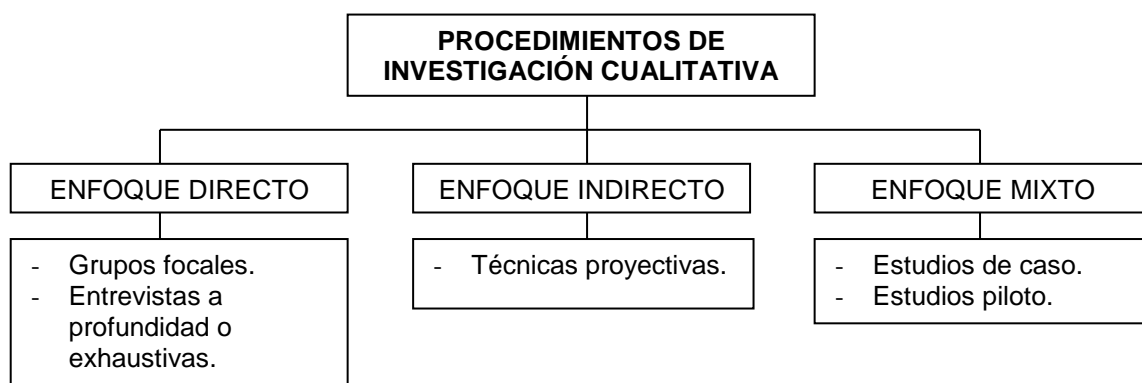 PROCEDIMIENTOS DE
INVESTIGACIÓN CUALITATIVA
ENFOQUE DIRECTO
- Grupos focales.
- Entrevistas a
profundidad o
exhaustivas.
ENFOQUE INDIRECTO
- Técnicas proyectivas.
ENFOQUE MIXTO
- Estudios de caso.
- Estudios piloto.